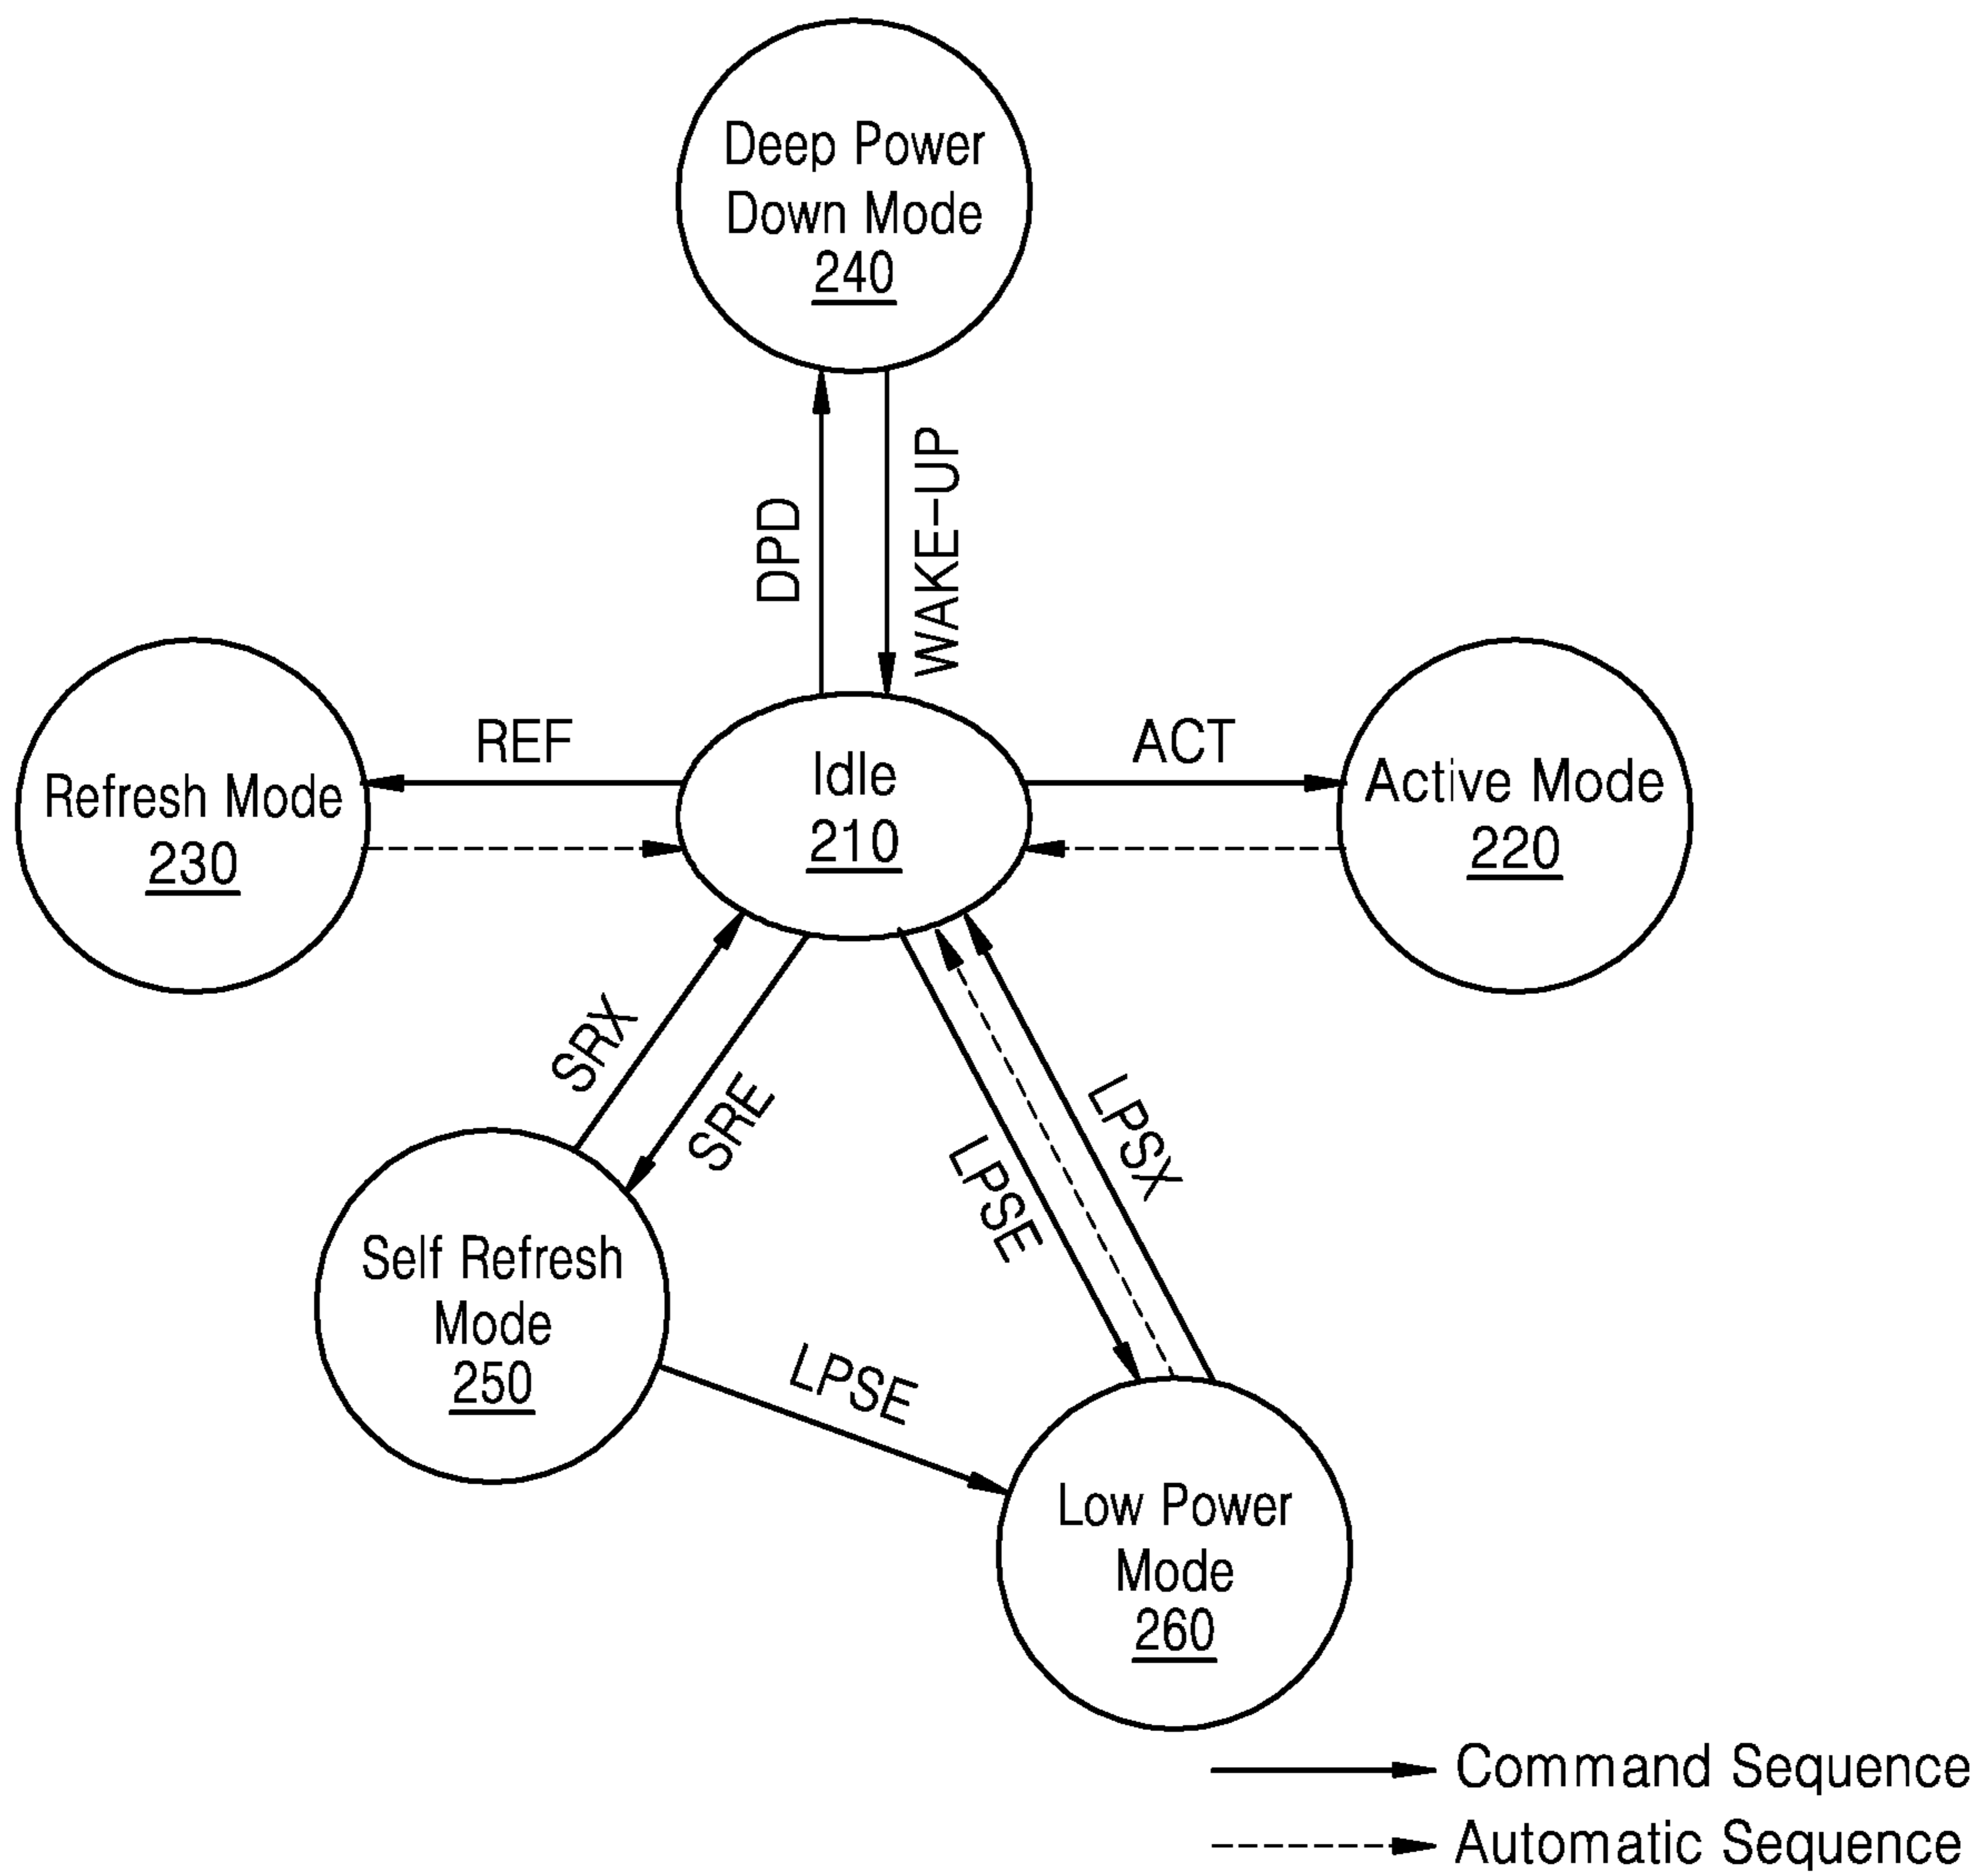 Deep Power
Down Mode
240
DPD
WAKE-UP
REF
ACT
Idle
210
Refresh Mode
230
Active Mode
220
SRX
SRE
LPSE
LPSX
Self Refresh
Mode
250
LPSE
Low Power
Mode
260
Command Sequence
Automatic Sequence